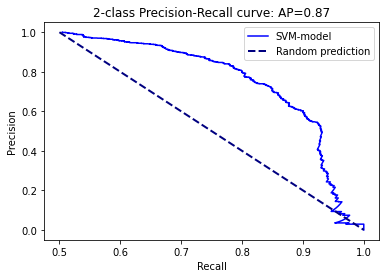 2-class Precision-Recall curve: AP=0.87
SVM-model
Random prediction
1.0
0.8
0.6
0.4
0.2
0.0
Precision
0.5 0.6 0.7 0.8 0.9 1.0
Recall